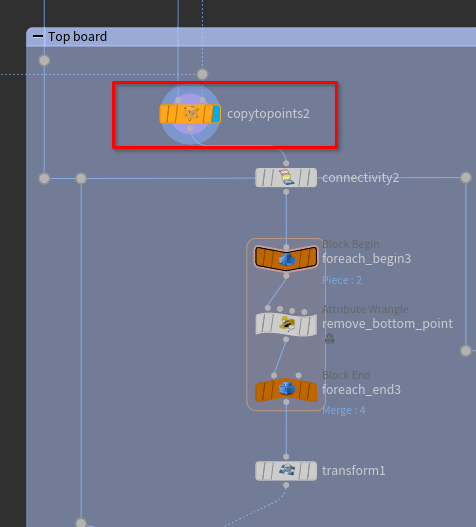 Top board
copytopoints2
connectivity2
Block Begin
foreach_begin3
Piece : 2
Attribute Wrangle
remove_bottom_point
Block End
foreach_end3
Merge : 4
transform1